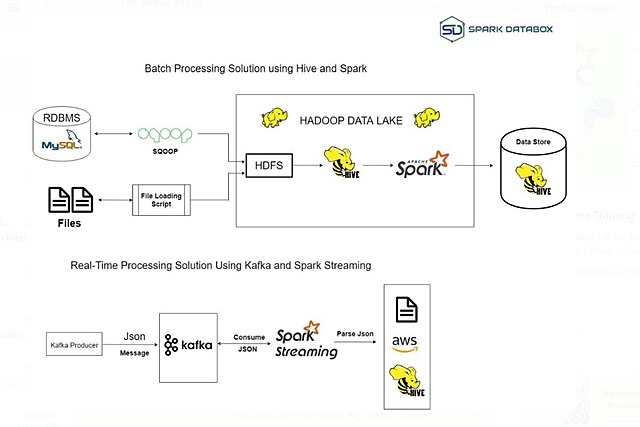 SD SPARK DATABOX
Batch Processing Solution using Hive and Spark
RDBMS
MySQL
sqoop
SQOOP
Files
File Loading
Script
HADOOP DATA LAKE
HDFS
HIVE
APACHE
Spark
Data Store
HIVE
Real-Time Processing Solution Using Kafka and Spark Streaming
Kafka Producer
Json
Message
kafka
Consume
JSON
Spark
Streaming
Parse Json
aws
HIVE